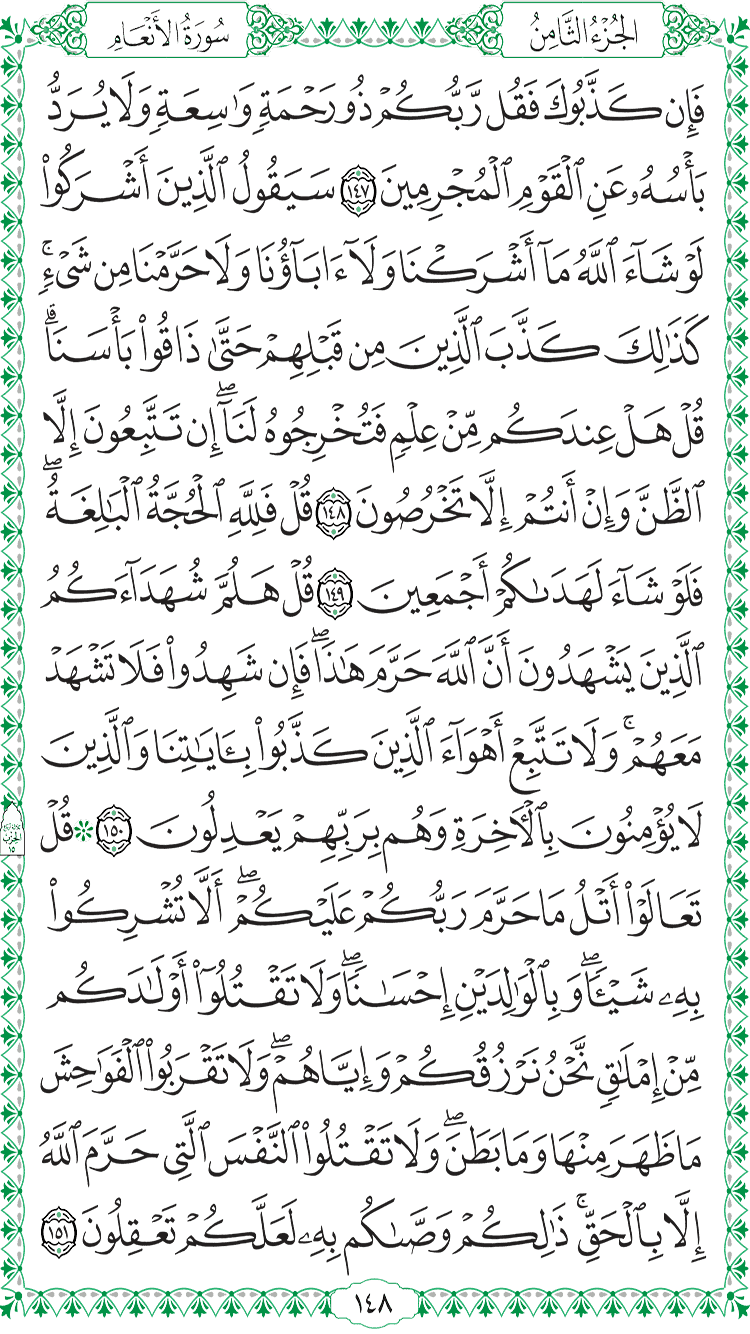 الجُزْءُ الثَّامِنُ
سُورَةُ الأَنْعَامِ
فَإِن كَذَّبُوكَ فَقُل رَّبُّكُمْ ذُو رَحْمَةٍ وَٰسِعَةٍ وَلَا يُرَدُّ
بَأْسُهُۥ عَنِ ٱلْقَوْمِ ٱلْمُجْرِمِينَ ١٤٧ سَيَقُولُ ٱلَّذِينَ أَشْرَكُوا۟
لَوْ شَآءَ ٱللَّهُ مَآ أَشْرَكْنَا وَلَآ ءَابَآؤُنَا وَلَا حَرَّمْنَا مِن شَىْءٍ ۚ
كَذَٰلِكَ كَذَّبَ ٱلَّذِينَ مِن قَبْلِهِمْ حَتَّىٰ ذَاقُوا۟ بَأْسَنَا ۗ
قُلْ هَلْ عِندَكُم مِّنْ عِلْمٍ فَتُخْرِجُوهُ لَنَآ ۖ إِن تَتَّبِعُونَ إِلَّا
ٱلظَّنَّ وَإِنْ أَنتُمْ إِلَّا تَخْرُصُونَ ١٤٨ قُلْ فَلِلَّهِ ٱلْحُجَّةُ ٱلْبَٰلِغَةُ ۖ
فَلَوْ شَآءَ لَهَدَىٰكُمْ أَجْمَعِينَ ١٤٩ قُلْ هَلُمَّ شُهَدَآءَكُمُ
ٱلَّذِينَ يَشْهَدُونَ أَنَّ ٱللَّهَ حَرَّمَ هَٰذَا ۖ فَإِن شَهِدُوا۟ فَلَا تَشْهَدْ
مَعَهُمْ ۚ وَلَا تَتَّبِعْ أَهْوَآءَ ٱلَّذِينَ كَذَّبُوا۟ بِـَٔايَٰتِنَا وَٱلَّذِينَ
لَا يُؤْمِنُونَ بِٱلْـَٔاخِرَةِ وَهُم بِرَبِّهِمْ يَعْدِلُونَ ١٥٠ ۞ قُلْ
تَعَالَوْا۟ أَتْلُ مَا حَرَّمَ رَبُّكُمْ عَلَيْكُمْ ۖ أَلَّا تُشْرِكُوا۟
بِهِۦ شَيْـًٔا ۖ وَبِٱلْوَٰلِدَيْنِ إِحْسَٰنًا ۖ وَلَا تَقْتُلُوٓا۟ أَوْلَٰدَكُم
مِّنْ إِمْلَٰقٍ ۖ نَّحْنُ نَرْزُقُكُمْ وَإِيَّاهُمْ ۖ وَلَا تَقْرَبُوا۟ ٱلْفَوَٰحِشَ
مَا ظَهَرَ مِنْهَا وَمَا بَطَنَ ۖ وَلَا تَقْتُلُوا۟ ٱلنَّفْسَ ٱلَّتِى حَرَّمَ ٱللَّهُ
إِلَّا بِٱلْحَقِّ ۚ ذَٰلِكُمْ وَصَّىٰكُم بِهِۦ لَعَلَّكُمْ تَعْقِلُونَ ١٥١
١٤٨